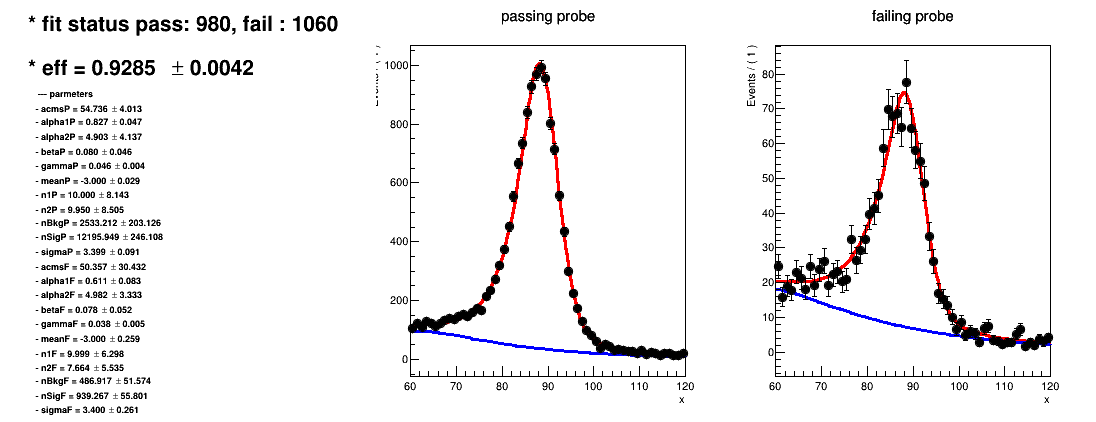 * fit status pass: 980, fail : 1060
* eff = 0.9285 ± 0.0042
--- parmeters
- acmsP = 54.736 ± 4.013
- alpha1P = 0.827 ± 0.047
- alpha2P = 4.903 ± 4.137
- betaP = 0.080 ± 0.046
- gammaP = 0.046 ± 0.004
- meanP = -3.000 ± 0.029
- n1P = 10.000 ± 8.143
- n2P = 9.950 ± 8.505
- nBkgP = 2533.212 ± 203.126
- nSigP = 12195.949 ± 246.108
- sigmaP = 3.399 ± 0.091
- acmsF = 50.357 ± 30.432
- alpha1F = 0.611 ± 0.083
- alpha2F = 4.982 ± 3.333
- betaF = 0.078 ± 0.052
- gammaF = 0.038 ± 0.005
- meanF = -3.000 ± 0.259
- n1F = 9.999 ± 6.298
- n2F = 7.664 ± 5.535
- nBkgF = 486.917 ± 51.574
- nSigF = 939.267 ± 55.801
- sigmaF = 3.400 ± 0.261
passing probe
1000
800
600
400
200
0
60 70 80 90 100 110 120
x
failing probe
Events / ( 1 )
80
70
60
50
40
30
20
10
0
60 70 80 90 100 110 120
x